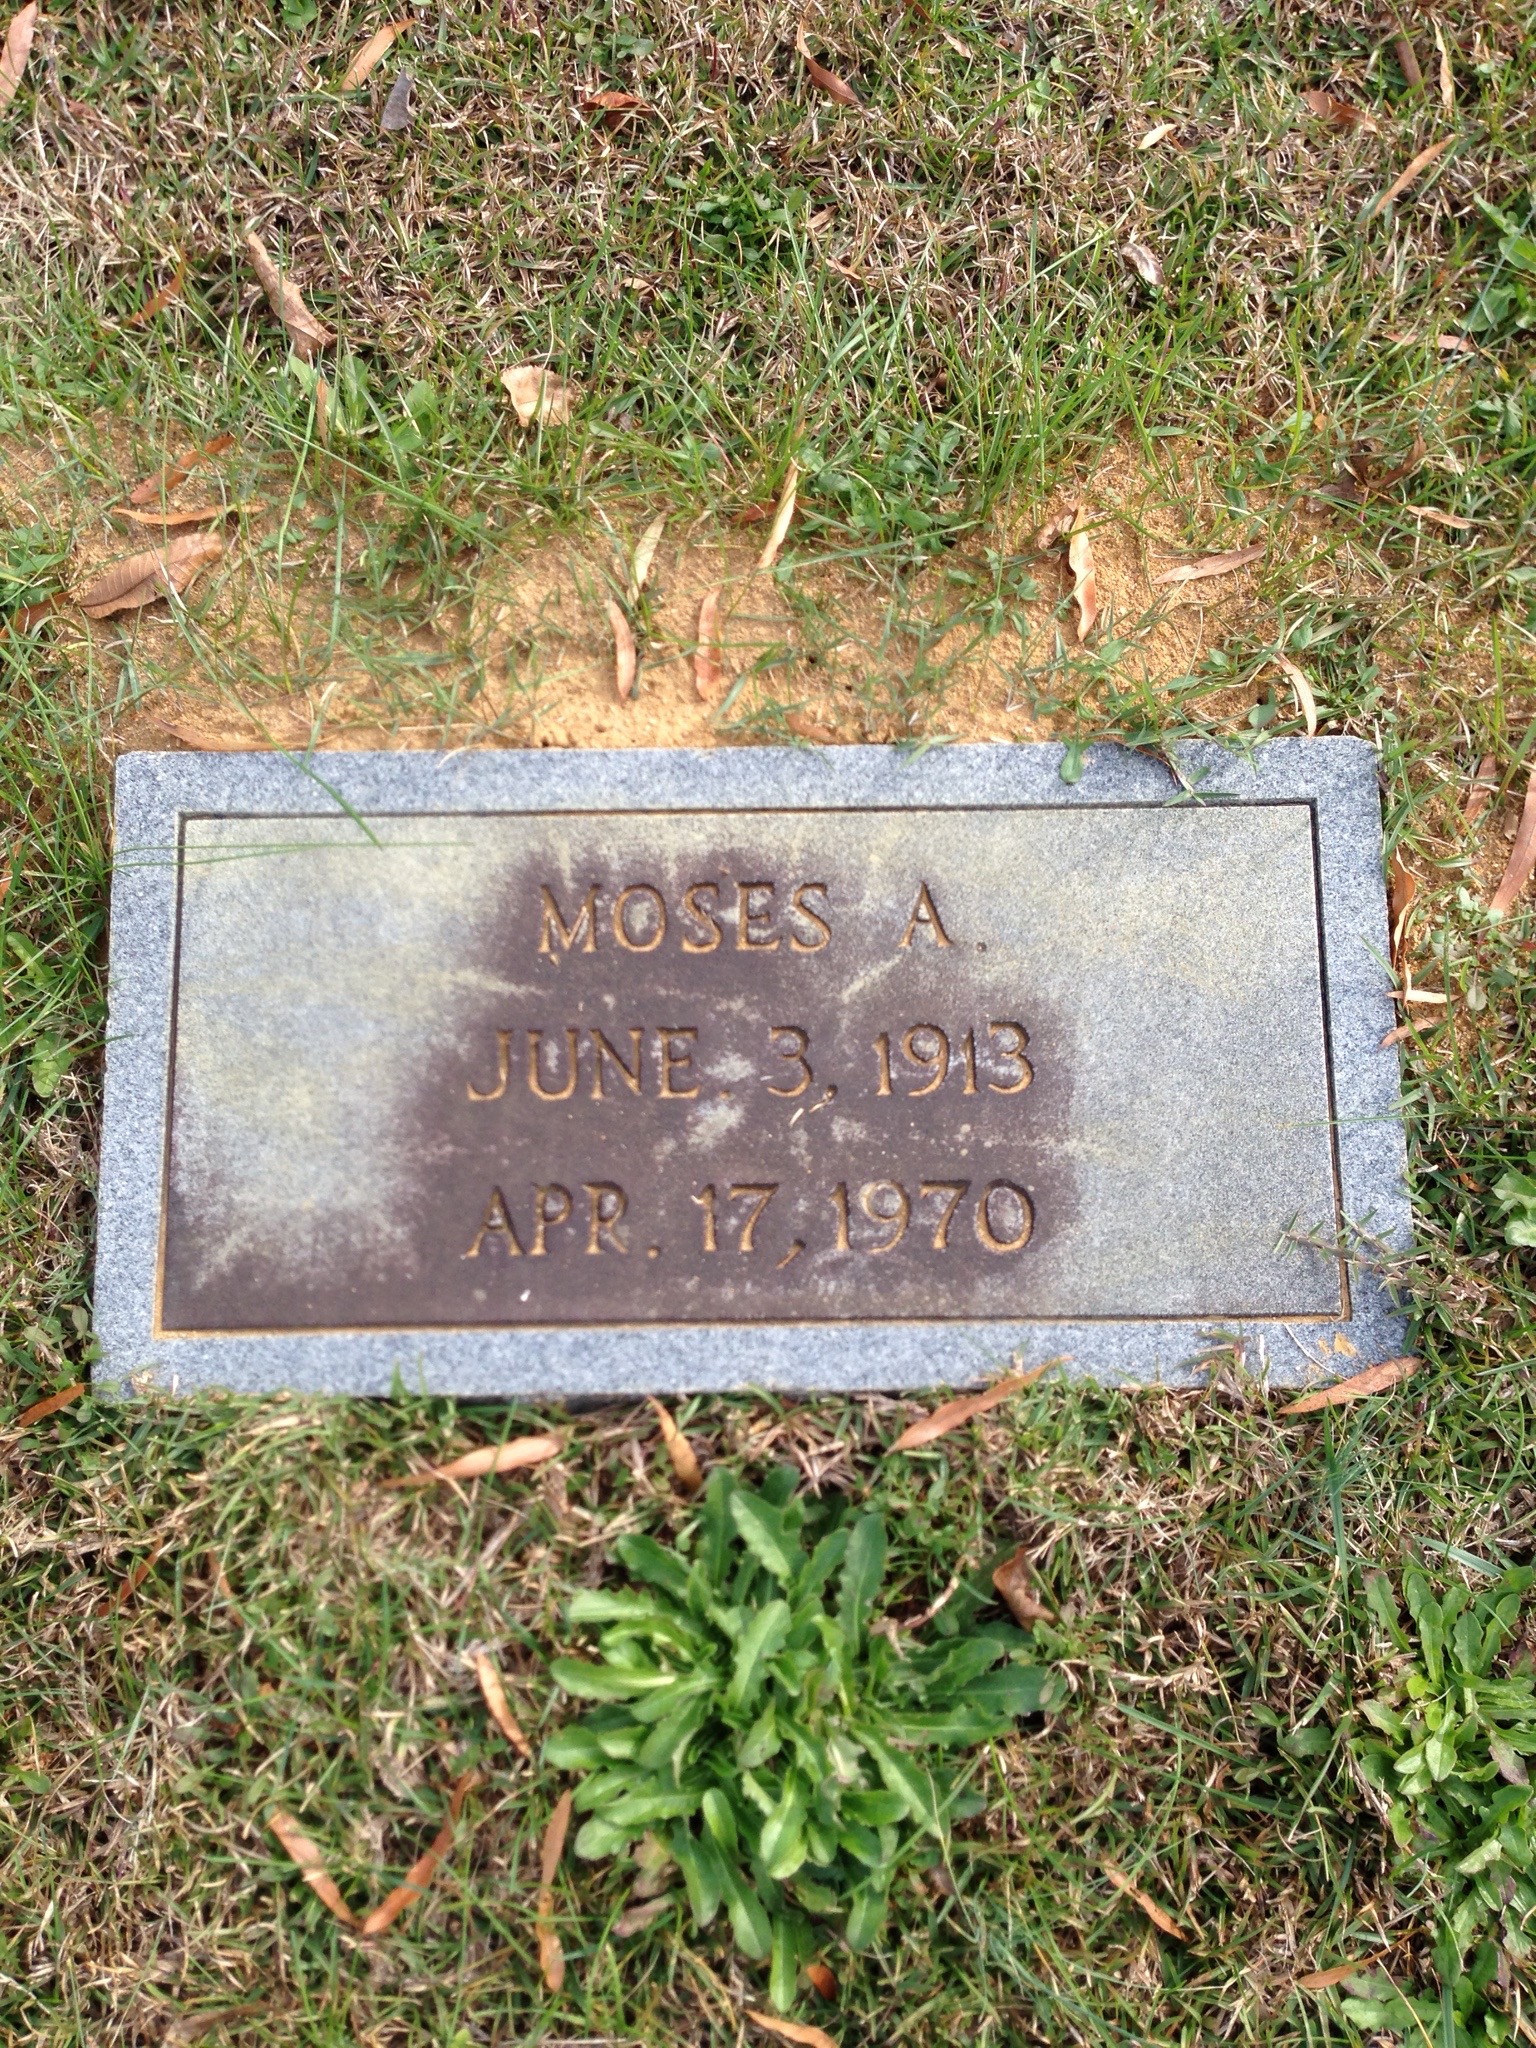 MOSES A.
JUNE. 3, 1913
APR. 17, 1970